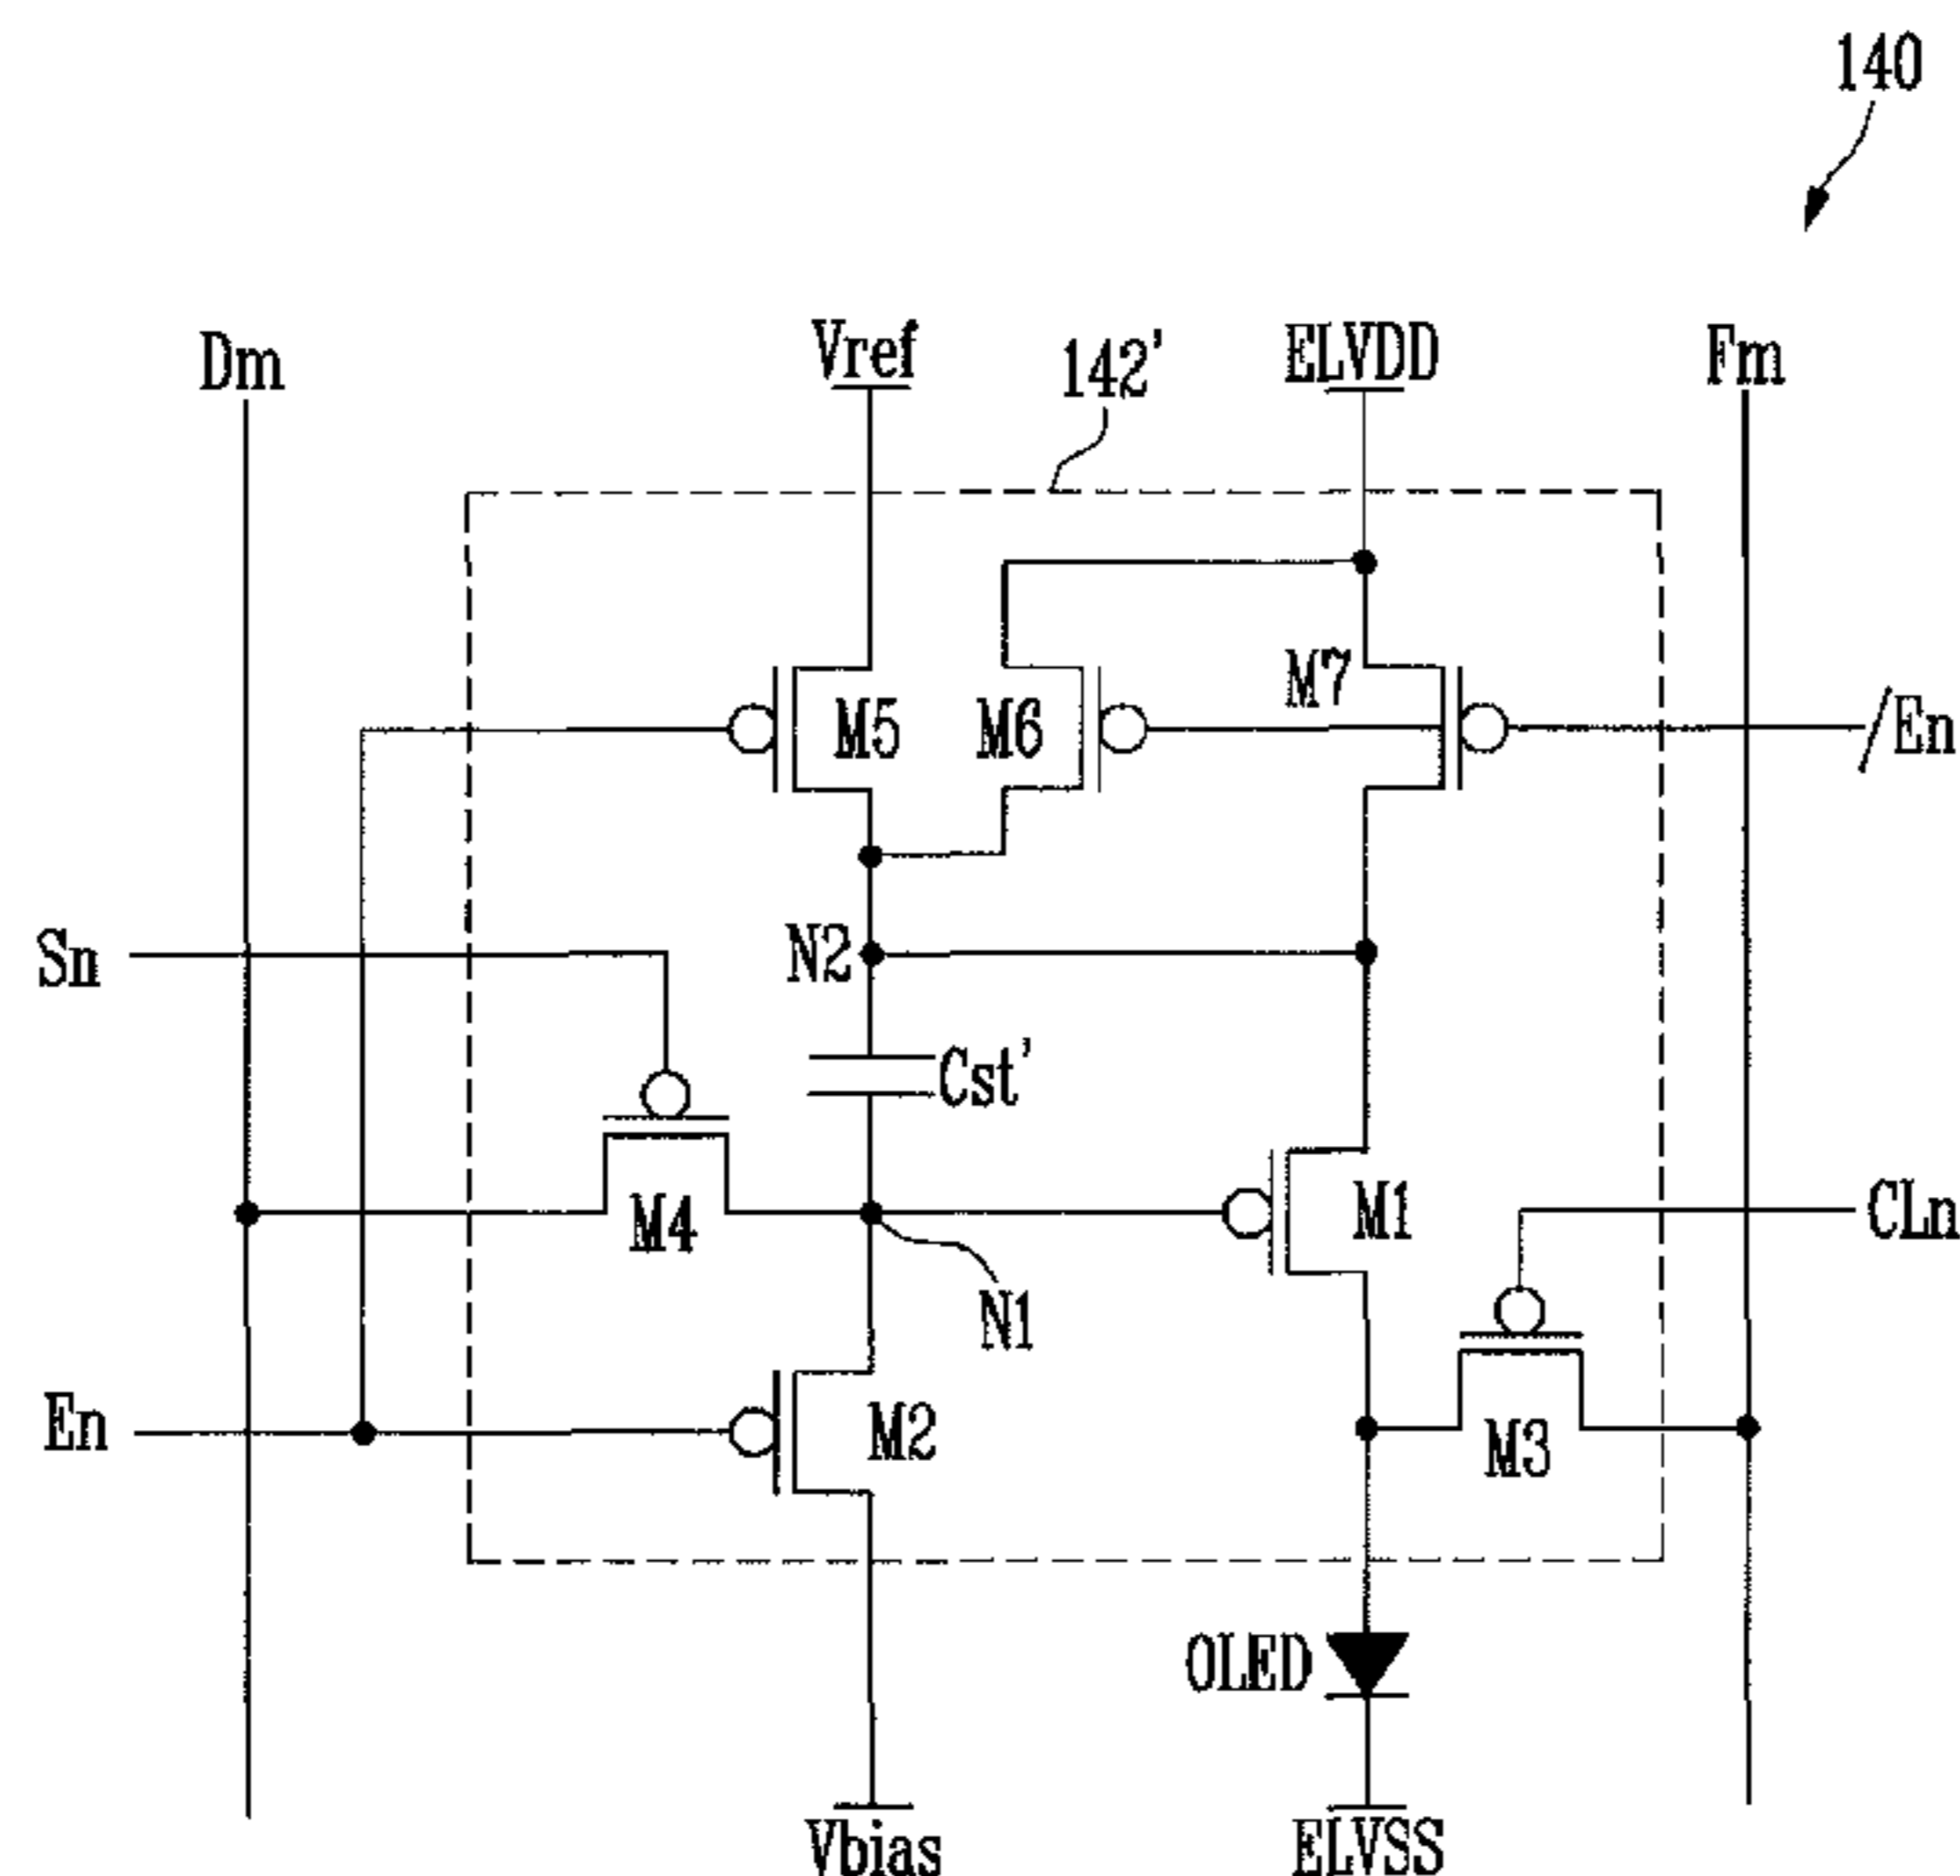 140
Dm
Vref
142'
ELVDD
Fm
M5
M6
M7
/En
Sn
N2
Cst'
M4
M1
CLn
N1
En
M2
M3
OLED
Vbias
ELVSS